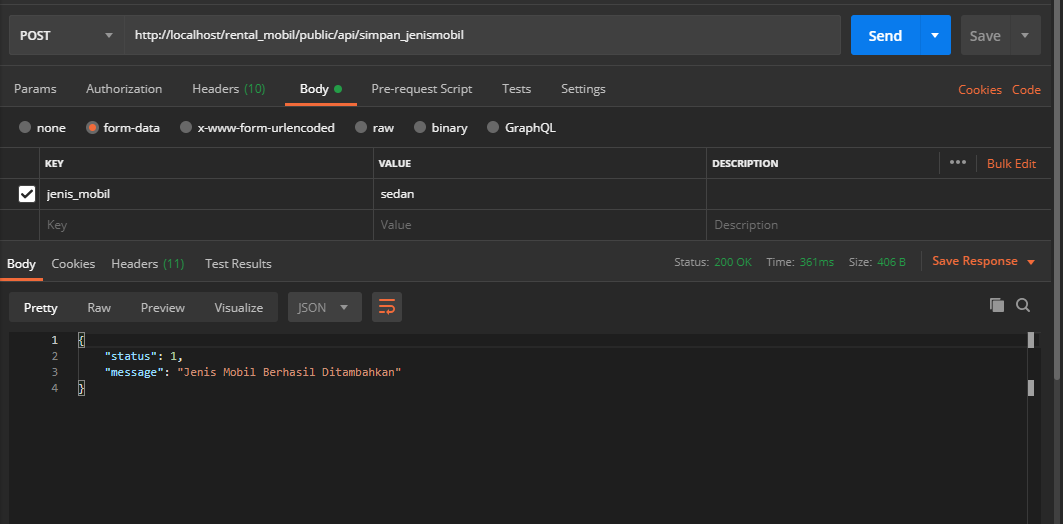 POST http://localhost/rental_mobil/public/api/simpan_jenismobil Send Save
Params Authorization Headers (10) Body Pre-request Script Tests Settings Cookies Code
none form-data x-www-form-urlencoded raw binary GraphQL
KEY VALUE DESCRIPTION ••• Bulk Edit
jenis_mobil sedan
Key Value Description
Body Cookies Headers (11) Test Results Status: 200 OK Time: 361ms Size: 406 B Save Response
Pretty Raw Preview Visualize JSON
1 {
2 "status": 1,
3 "message": "Jenis Mobil Berhasil Ditambahkan"
4 }